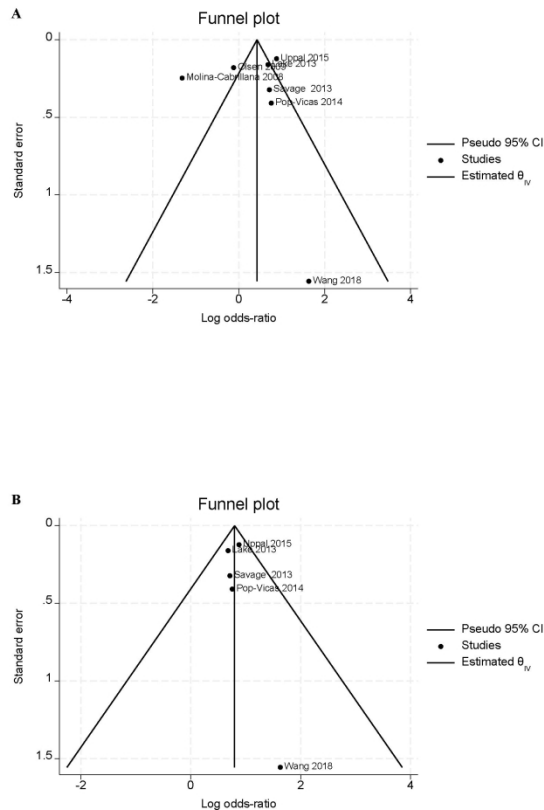 A
Funnel plot
0
.5
1
1.5
Standard error
Uppal 2015
Lake 2013
Olsen 2009
Molina-Cabrillana 2008
Savage 2013
Pop-Vicas 2014
Wang 2018
-4
-2
0
2
4
Log odds-ratio
Pseudo 95% CI
Studies
Estimated θIV
B
Funnel plot
0
.5
1
1.5
Standard error
Uppal 2015
Lake 2013
Savage 2013
Pop-Vicas 2014
Wang 2018
-2
0
2
4
Log odds-ratio
Pseudo 95% CI
Studies
Estimated θIV